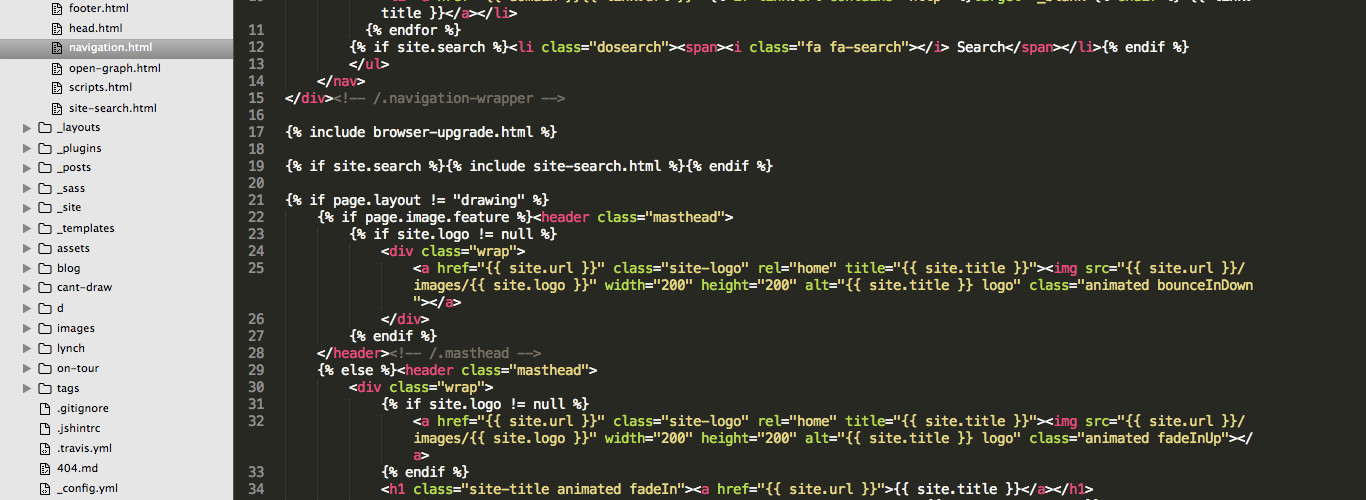 footer.html
head.html
navigation.html
open-graph.html
scripts.html
site-search.html
_layouts
_plugins
_posts
_sass
_site
_templates
assets
blog
cant-draw
d
images
lynch
on-tour
tags
.gitignore
.jshintrc
.travis.yml
404.md
_config.yml
title }}</a></li>
11 {% endfor %}
12 {% if site.search %}<li class="dosearch"><span><i class="fa fa-search"></i> Search</span></li>{% endif %}
13 </ul>
14 </nav>
15 </div><!-- /.navigation-wrapper -->
16
17 {% include browser-upgrade.html %}
18
19 {% if site.search %}{% include site-search.html %}{% endif %}
20
21 {% if page.layout != "drawing" %}
22 {% if page.image.feature %}<header class="masthead">
23 {% if site.logo != null %}
24 <div class="wrap">
25 <a href="{{ site.url }}" class="site-logo" rel="home" title="{{ site.title }}"><img src="{{ site.url }}/
images/{{ site.logo }}" width="200" height="200" alt="{{ site.title }} logo" class="animated bounceInDown
"></a>
26 </div>
27 {% endif %}
28 </header><!-- /.masthead -->
29 {% else %}<header class="masthead">
30 <div class="wrap">
31 {% if site.logo != null %}
32 <a href="{{ site.url }}" class="site-logo" rel="home" title="{{ site.title }}"><img src="{{ site.url }}/
images/{{ site.logo }}" width="200" height="200" alt="{{ site.title }} logo" class="animated fadeInUp"></
a>
33 {% endif %}
34 <h1 class="site-title animated fadeIn"><a href="{{ site.url }}">{{ site.title }}</a></h1>